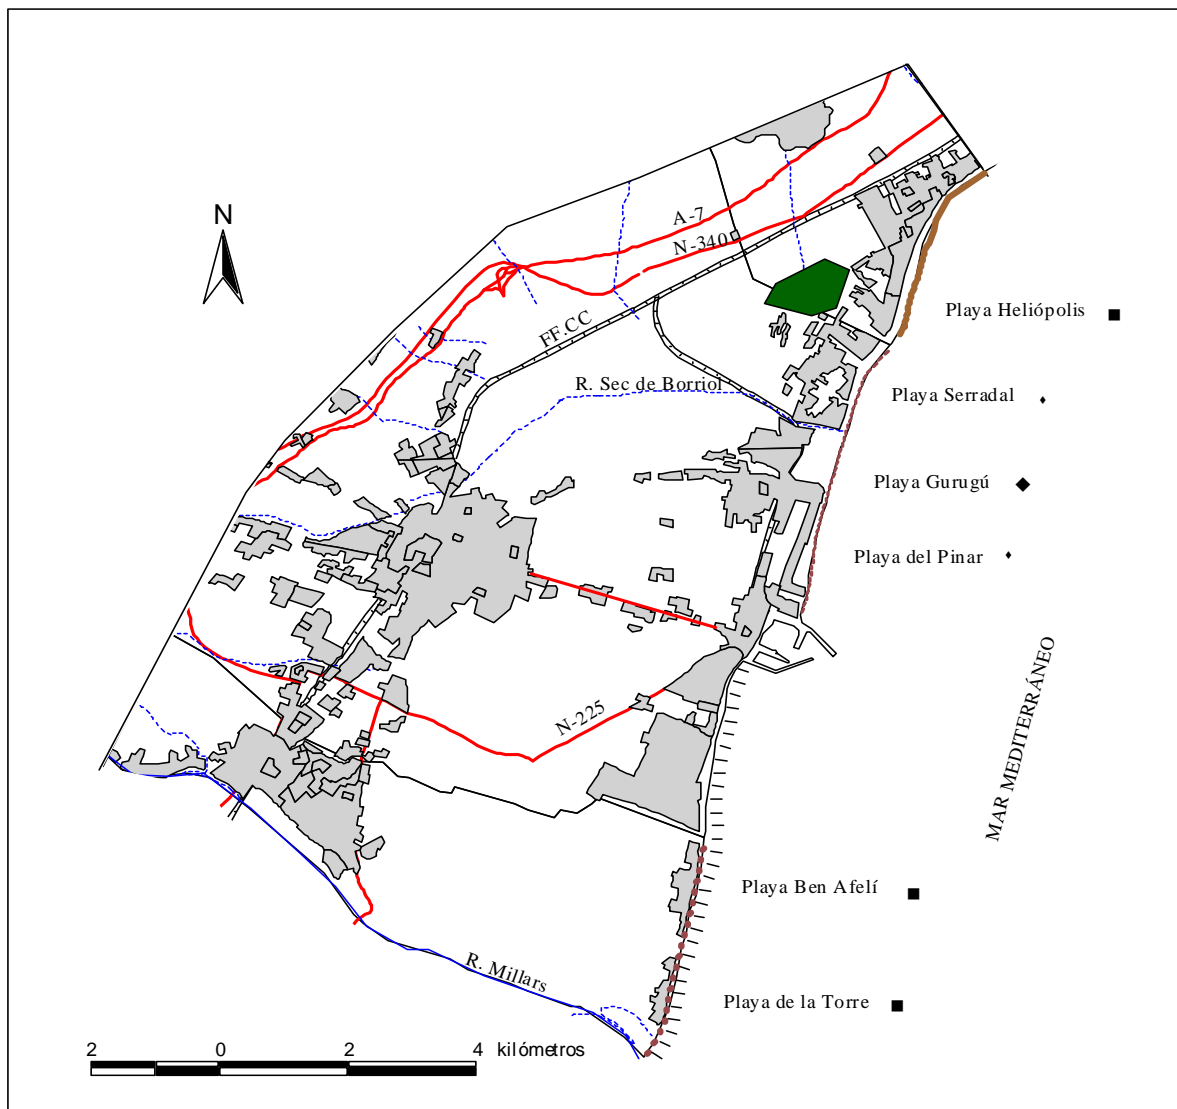 A-7
N
N-340
Playa Heliópolis
FF.CC
R. Sec de Borriol
Playa Serradal
Playa Gurugú
Playa del Pinar
MAR MEDITERRÁNEO
N-225
Playa Ben Afelí
R. Millars
Playa de la Torre
2 0 2 4 kilómetros